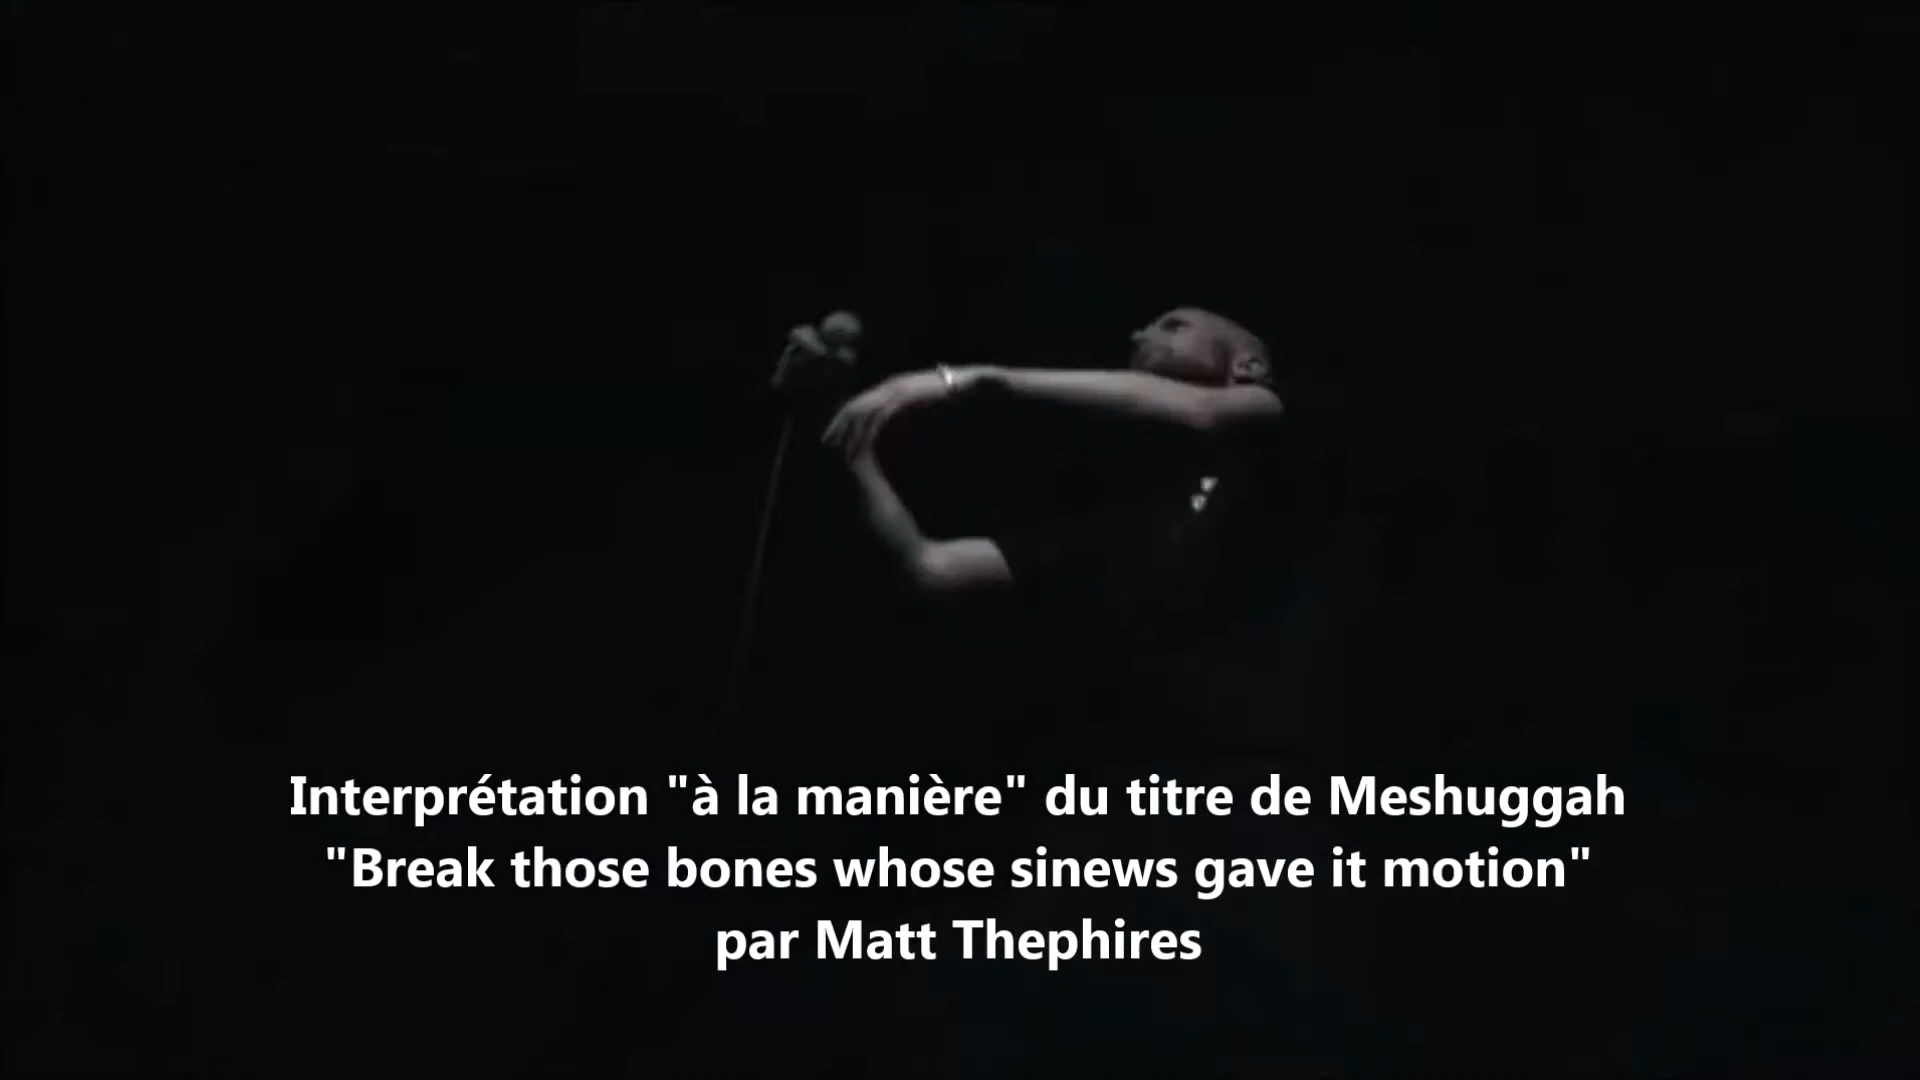 Interprétation "à la manière" du titre de Meshuggah
"Break those bones whose sinews gave it motion"
par Matt Thephires